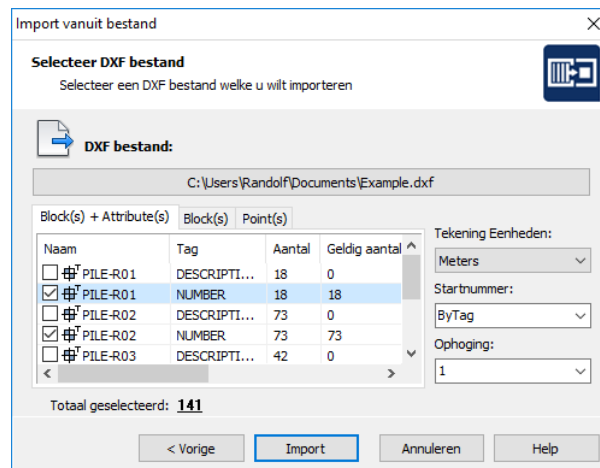 Import vanuit bestand
Selecteer DXF bestand
Selecteer een DXF bestand welke u wilt importeren
DXF bestand:
C:\Users\Randolf\Documents\Example.dxf
Block(s) + Attribute(s) Block(s) Point(s)
Naam Tag Aantal Geldig aantal
PILE-R01 DESCRIPTI... 18 0
PILE-R01 NUMBER 18 18
PILE-R02 DESCRIPTI... 73 0
PILE-R02 NUMBER 73 73
PILE-R03 DESCRIPTI... 42 0
Tekening Eenheden:
Meters
Startnummer:
ByTag
Ophoging:
1
Totaal geselecteerd: 141
< Vorige Import Annuleren Help